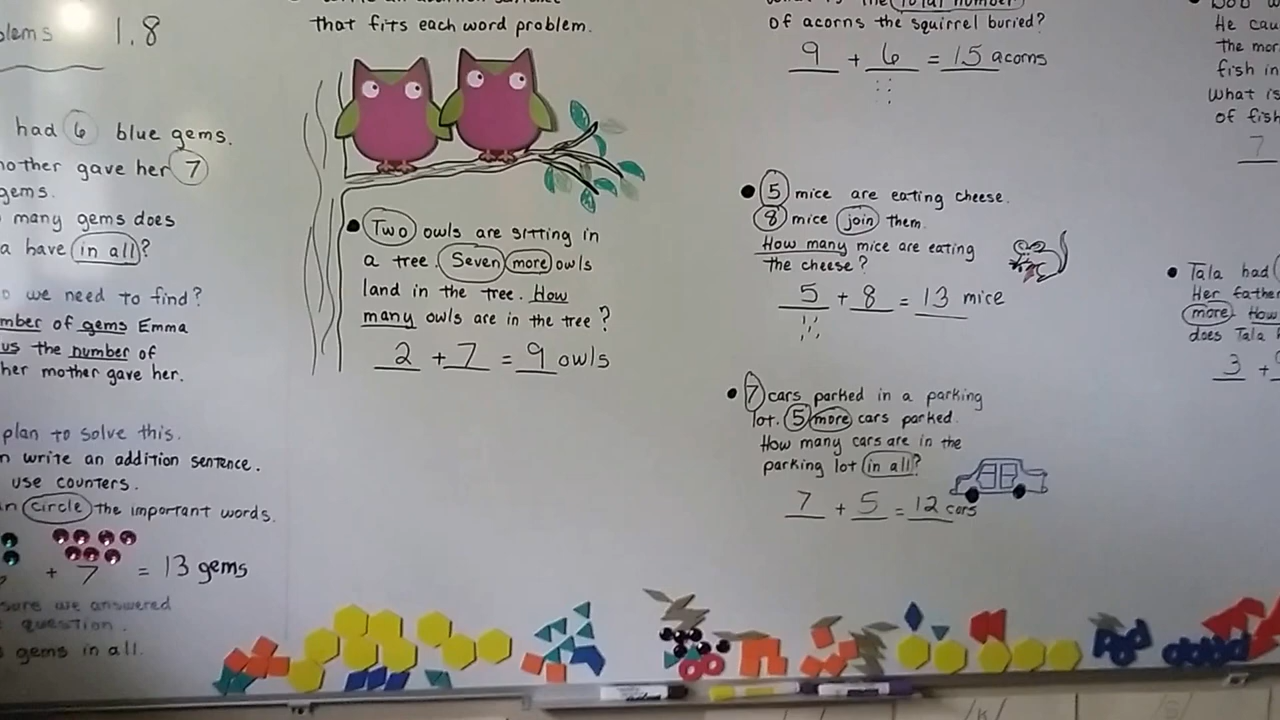 1.8
had 6 blue gems.
gave her 7
gems.
many gems does
have in all?
we need to find?
of gems Emma
the number of
her mother gave her.
plan to solve this.
write an addition sentence.
use counters.
circle the important words.
+ 7 = 13 gems
we answered
question.
gems in all.
that fits each word problem.
Two owls are sitting in
a tree. Seven more owls
land in the tree. How
many owls are in the tree?
2 + 7 = 9 owls
of acorns the squirrel buried?
9 + 6 = 15 acorns
5 mice are eating cheese.
8 mice join them.
How many mice are eating
the cheese?
5 + 8 = 13 mice
7 cars parked in a parking
lot. 5 more cars parked.
How many cars are in the
parking lot in all?
7 + 5 = 12 cars
He
the
fish in
What is
of
7
Tala had
Her father
more. How
does Tala
3 +